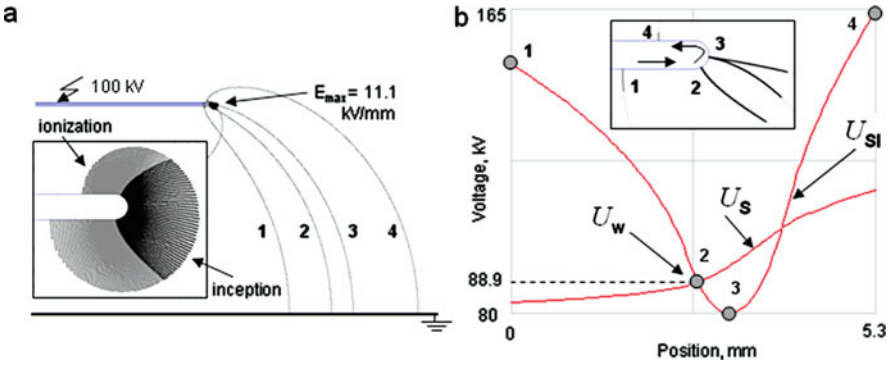 a
100 kV
E_max = 11.1
kV/mm
ionization
inception
1 2 3 4
b
165
Voltage, kV
88.9
80
0
5.3
Position, mm
1
2
3
4
U_W
U_S
U_SI
4
3
1
2